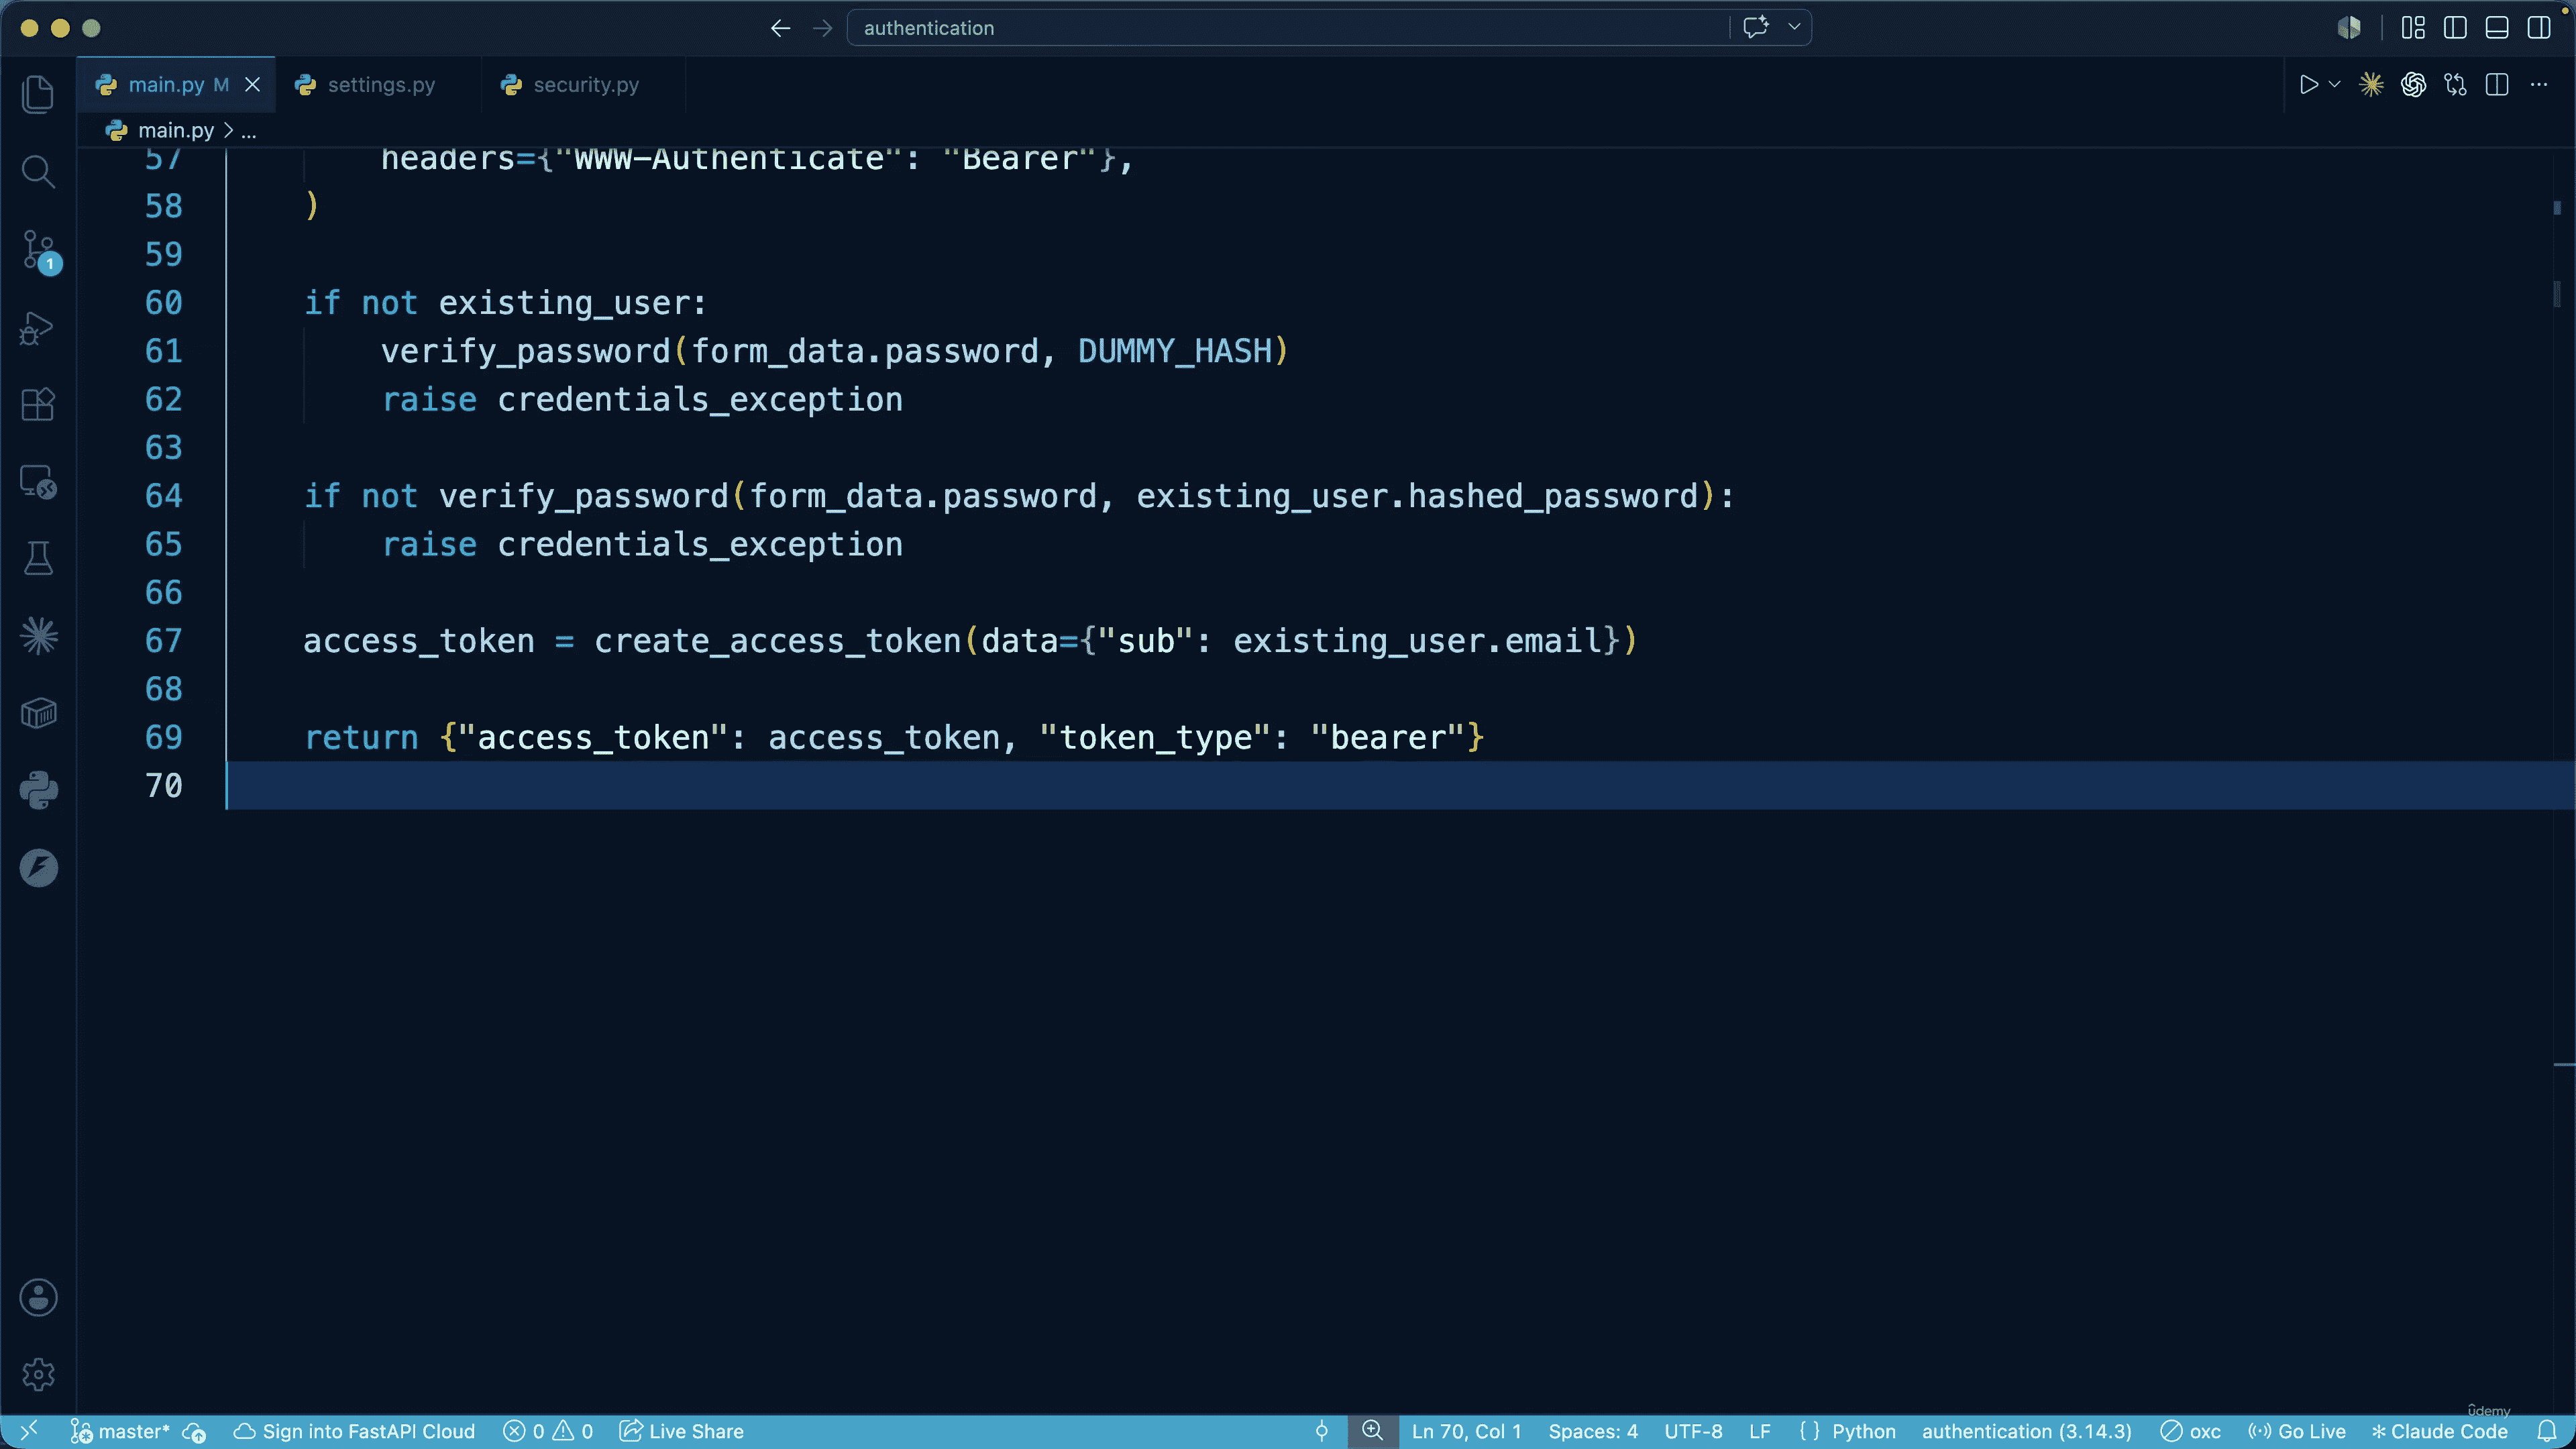 authentication
main.py M
settings.py
security.py
main.py > ...
57 headers={"WWW-Authenticate": "Bearer"},
58 )
59
60 if not existing_user:
61 verify_password(form_data.password, DUMMY_HASH)
62 raise credentials_exception
63
64 if not verify_password(form_data.password, existing_user.hashed_password):
65 raise credentials_exception
66
67 access_token = create_access_token(data={"sub": existing_user.email})
68
69 return {"access_token": access_token, "token_type": "bearer"}
70
1
ûdemy
master* Sign into FastAPI Cloud 0 0 Live Share Ln 70, Col 1 Spaces: 4 UTF-8 LF { } Python authentication (3.14.3) oxc Go Live Claude Code